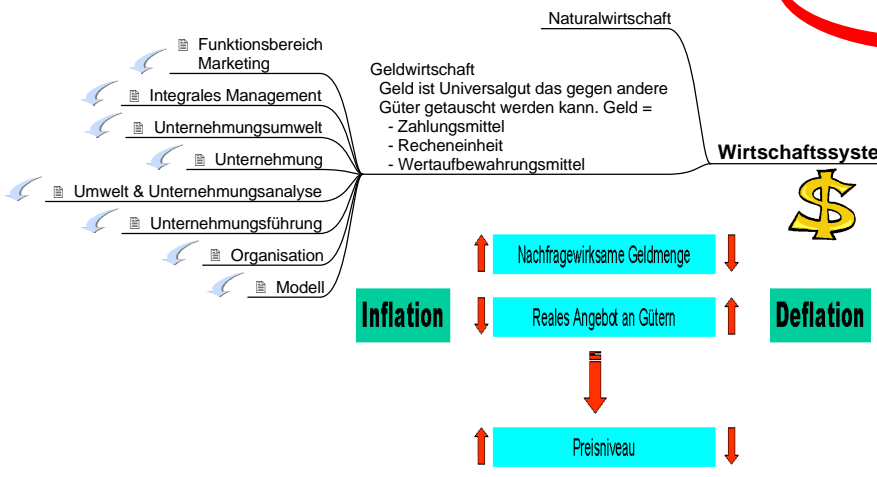 Naturalwirtschaft
Funktionsbereich
Marketing
Integrales Management
Unternehmungsumwelt
Unternehmung
Umwelt & Unternehmungsanalyse
Unternehmungsführung
Organisation
Modell
Geldwirtschaft
Geld ist Universalgut das gegen andere
Güter getauscht werden kann. Geld =
- Zahlungsmittel
- Recheneinheit
- Wertaufbewahrungsmittel
Wirtschaftssyste
$
Nachfragewirksame Geldmenge
Inflation
Reales Angebot an Gütern
Deflation
Preisniveau